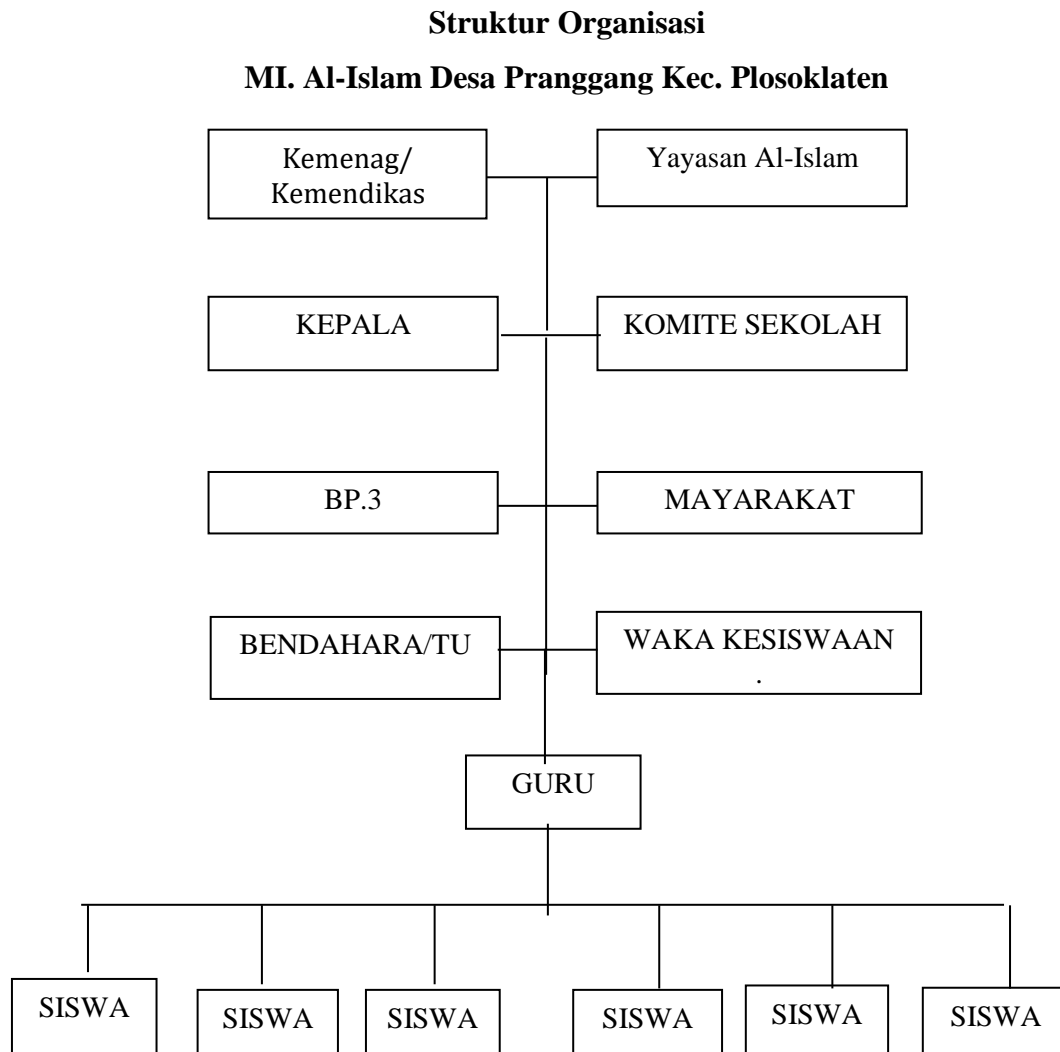 Struktur Organisasi
MI. Al-Islam Desa Pranggang Kec. Plosoklaten
Kemenag/
Kemendikas
Yayasan Al-Islam
KEPALA
KOMITE SEKOLAH
BP.3
MAYARAKAT
BENDAHARA/TU
WAKA KESISWAAN
.
GURU
SISWA
SISWA
SISWA
SISWA
SISWA
SISWA